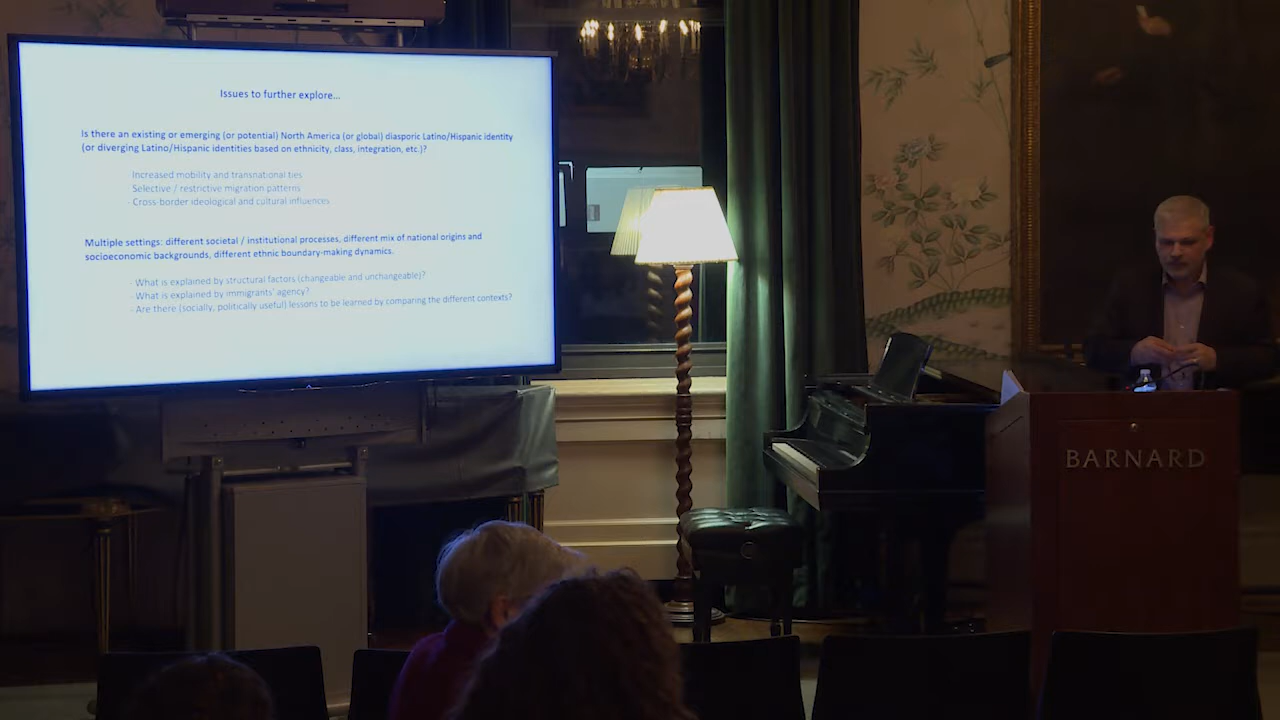 Issues to further explore...
Is there an existing or emerging (or potential) North America (or global) diasporic Latino/Hispanic identity
(or diverging Latino/Hispanic identities based on ethnicity, class, integration, etc.)?
- Increased mobility and transnational ties
- Selective / restrictive migration patterns
- Cross-border ideological and cultural influences
Multiple settings: different societal / institutional processes, different mix of national origins and
socioeconomic backgrounds, different ethnic boundary-making dynamics.
- What is explained by structural factors (changeable and unchangeable)?
- What is explained by immigrants' agency?
- Are there (socially, politically useful) lessons to be learned by comparing the different contexts?
BARNARD